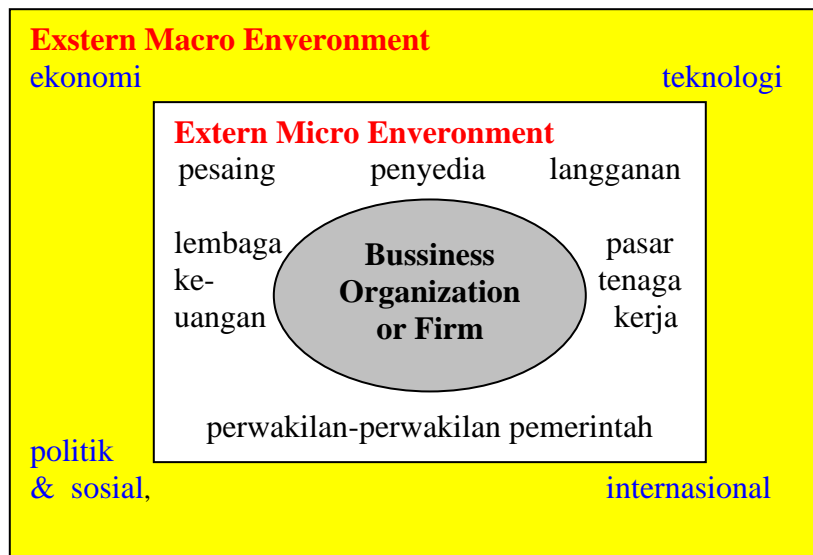 Exstern Macro Enveronment
ekonomi teknologi
Extern Micro Enveronment
pesaing penyedia langganan
lembaga
ke-
uangan
Bussiness
Organization
or Firm
pasar
tenaga
kerja
perwakilan-perwakilan pemerintah
politik
& sosial, internasional